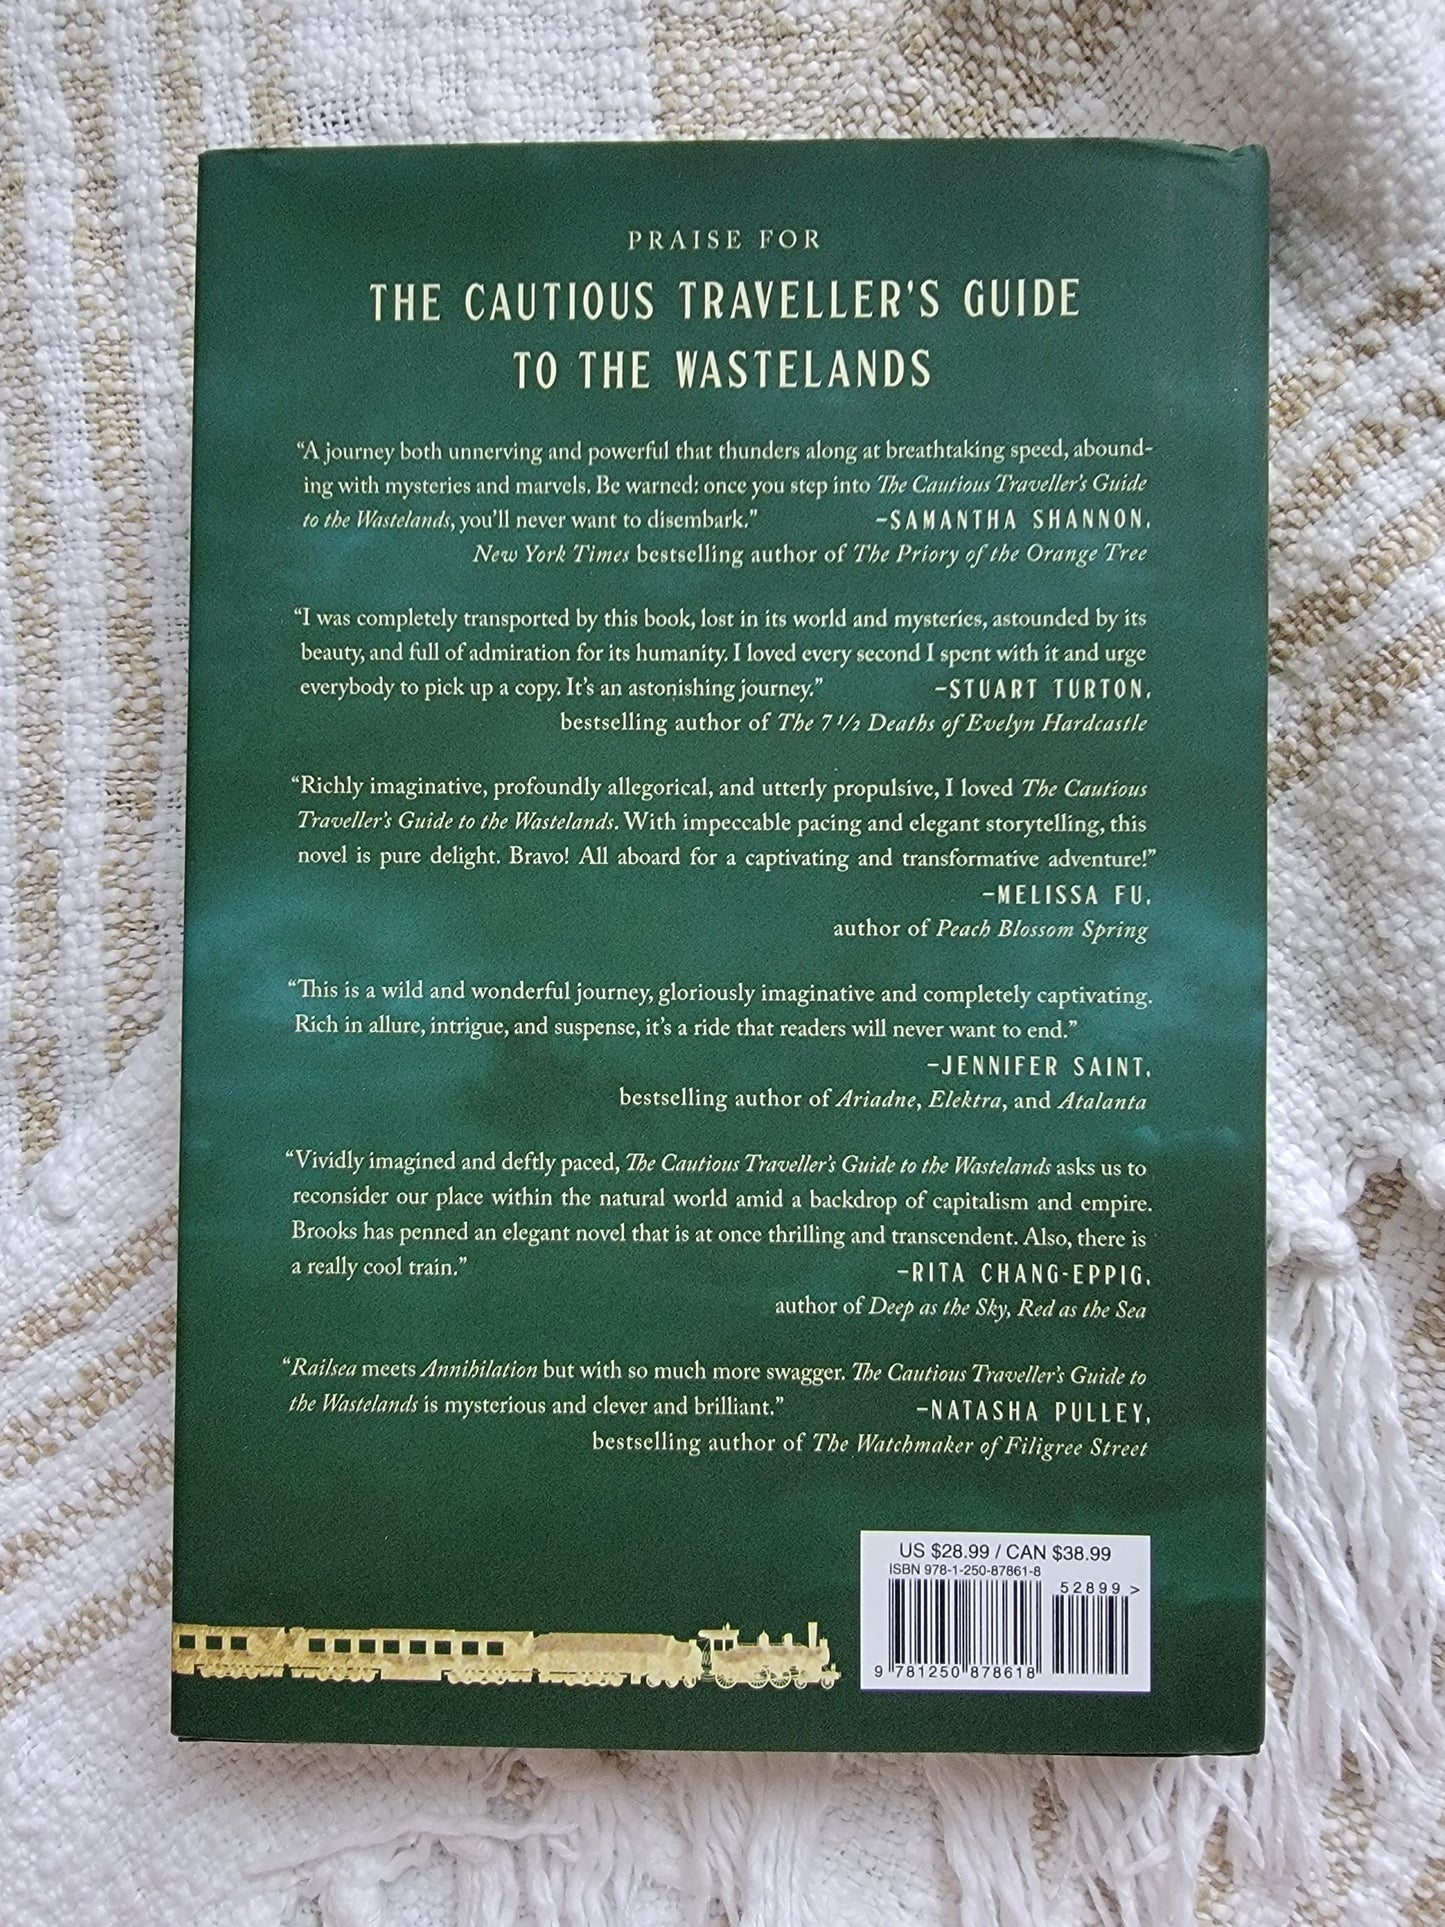 PRAISE FOR
THE CAUTIOUS TRAVELLER'S GUIDE
TO THE WASTELANDS
“A journey both unnerving and powerful that thunders along at breathtaking speed, abound-
ing with mysteries and marvels. Be warned: once you step into The Cautious Traveller's Guide
to the Wastelands, you'll never want to disembark.” –SAMANTHA SHANNON,
New York Times bestselling author of The Priory of the Orange Tree
“I was completely transported by this book, lost in its world and mysteries, astounded by its
beauty, and full of admiration for its humanity. I loved every second I spent with it and urge
everybody to pick up a copy. It's an astonishing journey.” –STUART TURTON,
bestselling author of The 7 1/2 Deaths of Evelyn Hardcastle
“Richly imaginative, profoundly allegorical, and utterly propulsive, I loved The Cautious
Traveller's Guide to the Wastelands. With impeccable pacing and elegant storytelling, this
novel is pure delight. Bravo! All aboard for a captivating and transformative adventure!”
–MELISSA FU,
author of Peach Blossom Spring
“This is a wild and wonderful journey, gloriously imaginative and completely captivating.
Rich in allure, intrigue, and suspense, it's a ride that readers will never want to end.”
–JENNIFER SAINT,
bestselling author of Ariadne, Elektra, and Atalanta
“Vividly imagined and deftly paced, The Cautious Traveller's Guide to the Wastelands asks us to
reconsider our place within the natural world amid a backdrop of capitalism and empire.
Brooks has penned an elegant novel that is at once thrilling and transcendent. Also, there is
a really cool train.” –RITA CHANG-EPPIG,
author of Deep as the Sky, Red as the Sea
“Railsea meets Annihilation but with so much more swagger. The Cautious Traveller's Guide to
the Wastelands is mysterious and clever and brilliant.” –NATASHA PULLEY,
bestselling author of The Watchmaker of Filigree Street
US $28.99 / CAN $38.99
ISBN 978-1-250-87861-8
52899>
9 781250 878618